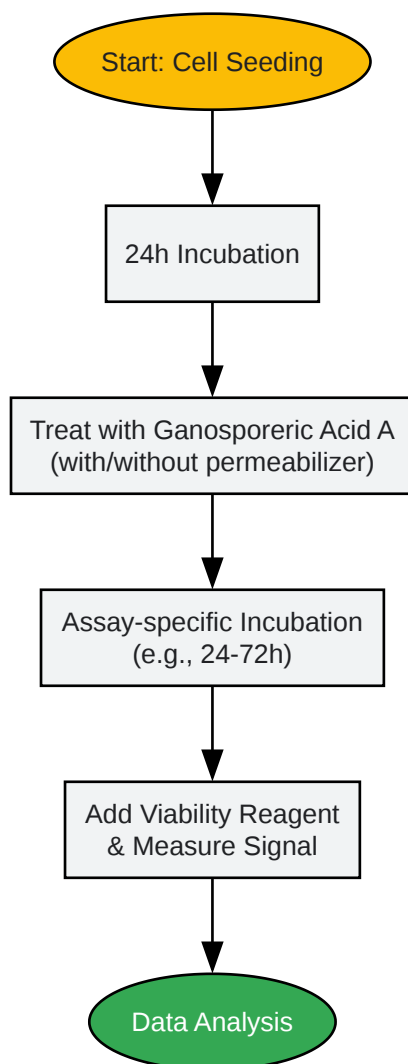 Start: Cell Seeding
24h Incubation
Treat with Ganosporeric Acid A
(with/without permeabilizer)
Assay-specific Incubation
(e.g., 24-72h)
Add Viability Reagent
& Measure Signal
Data Analysis